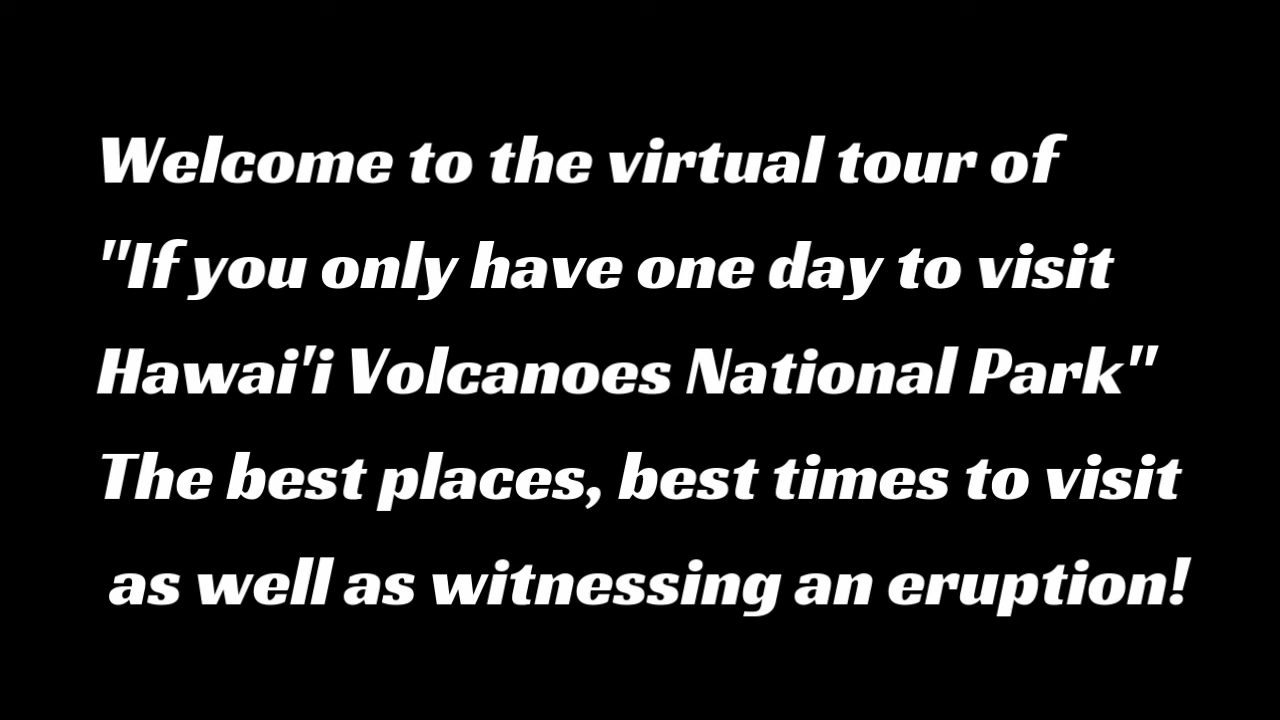 Welcome to the virtual tour of
"If you only have one day to visit
Hawai'i Volcanoes National Park"
The best places, best times to visit
as well as witnessing an eruption!